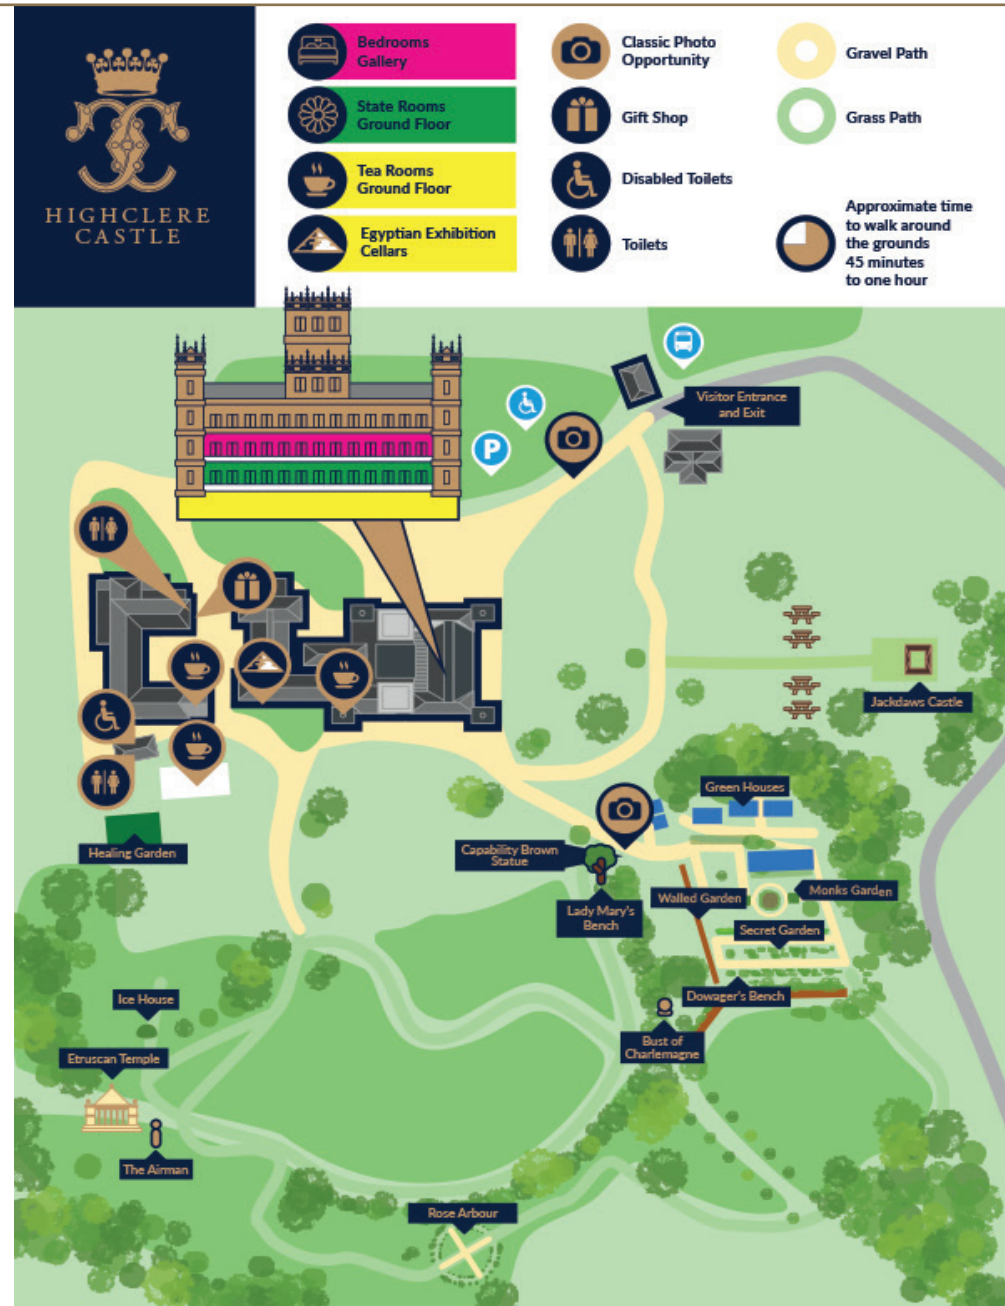 HIGHCLERE
CASTLE
Bedrooms
Gallery
State Rooms
Ground Floor
Tea Rooms
Ground Floor
Egyptian Exhibition
Cellars
Classic Photo
Opportunity
Gift Shop
Disabled Toilets
Toilets
Gravel Path
Grass Path
Approximate time
to walk around
the grounds
45 minutes
to one hour
Visitor Entrance
and Exit
P
Jackdaws Castle
Green Houses
Healing Garden
Capability Brown
Statue
Lady Mary's
Bench
Walled Garden
Monks Garden
Secret Garden
Dowager's Bench
Ice House
Bust of
Charlemagne
Etruscan Temple
The Airman
Rose Arbour